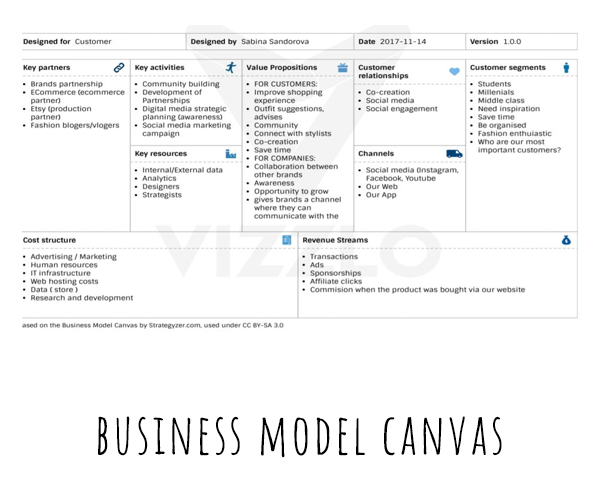 Designed for Customer
Designed by Sabina Sandorova
Date 2017-11-14
Version 1.0.0
Key partners
• Brands partnership
• ECommerce (ecommerce
partner)
• Etsy (production
partner)
• Fashion blogers/vlogers
Key activities
• Community building
• Development of
Partnerships
• Digital media strategic
planning (awareness)
• Social media marketing
campaign
Key resources
• Internal/External data
• Analytics
• Designers
• Strategists
Value Propositions
• FOR CUSTOMERS:
• Improve shopping
experience
• Outfit suggestions,
advises
• Community
• Connect with stylists
• Co-creation
• Save time
• FOR COMPANIES:
• Collaboration between
other brands
• Awareness
• Opportunity to grow
• gives brands a channel
where they can
communicate with the
Customer
relationships
• Co-creation
• Social media
• Social engagement
Channels
• Social media (Instagram,
Facebook, Youtube
• Our Web
• Our App
Customer segments
• Students
• Millenials
• Middle class
• Need inspiration
• Save time
• Be organised
• Fashion enthuiastic
• Who are our most
important customers?
Cost structure
• Advertising / Marketing
• Human resources
• IT infrastructure
• Web hosting costs
• Data ( store )
• Research and development
Revenue Streams
• Transactions
• Ads
• Sponsorships
• Affiliate clicks
• Commision when the product was bought via our website
VIZZLO
ased on the Business Model Canvas by Strategyzer.com, used under CC BY-SA 3.0
BUSINESS MODEL CANVAS